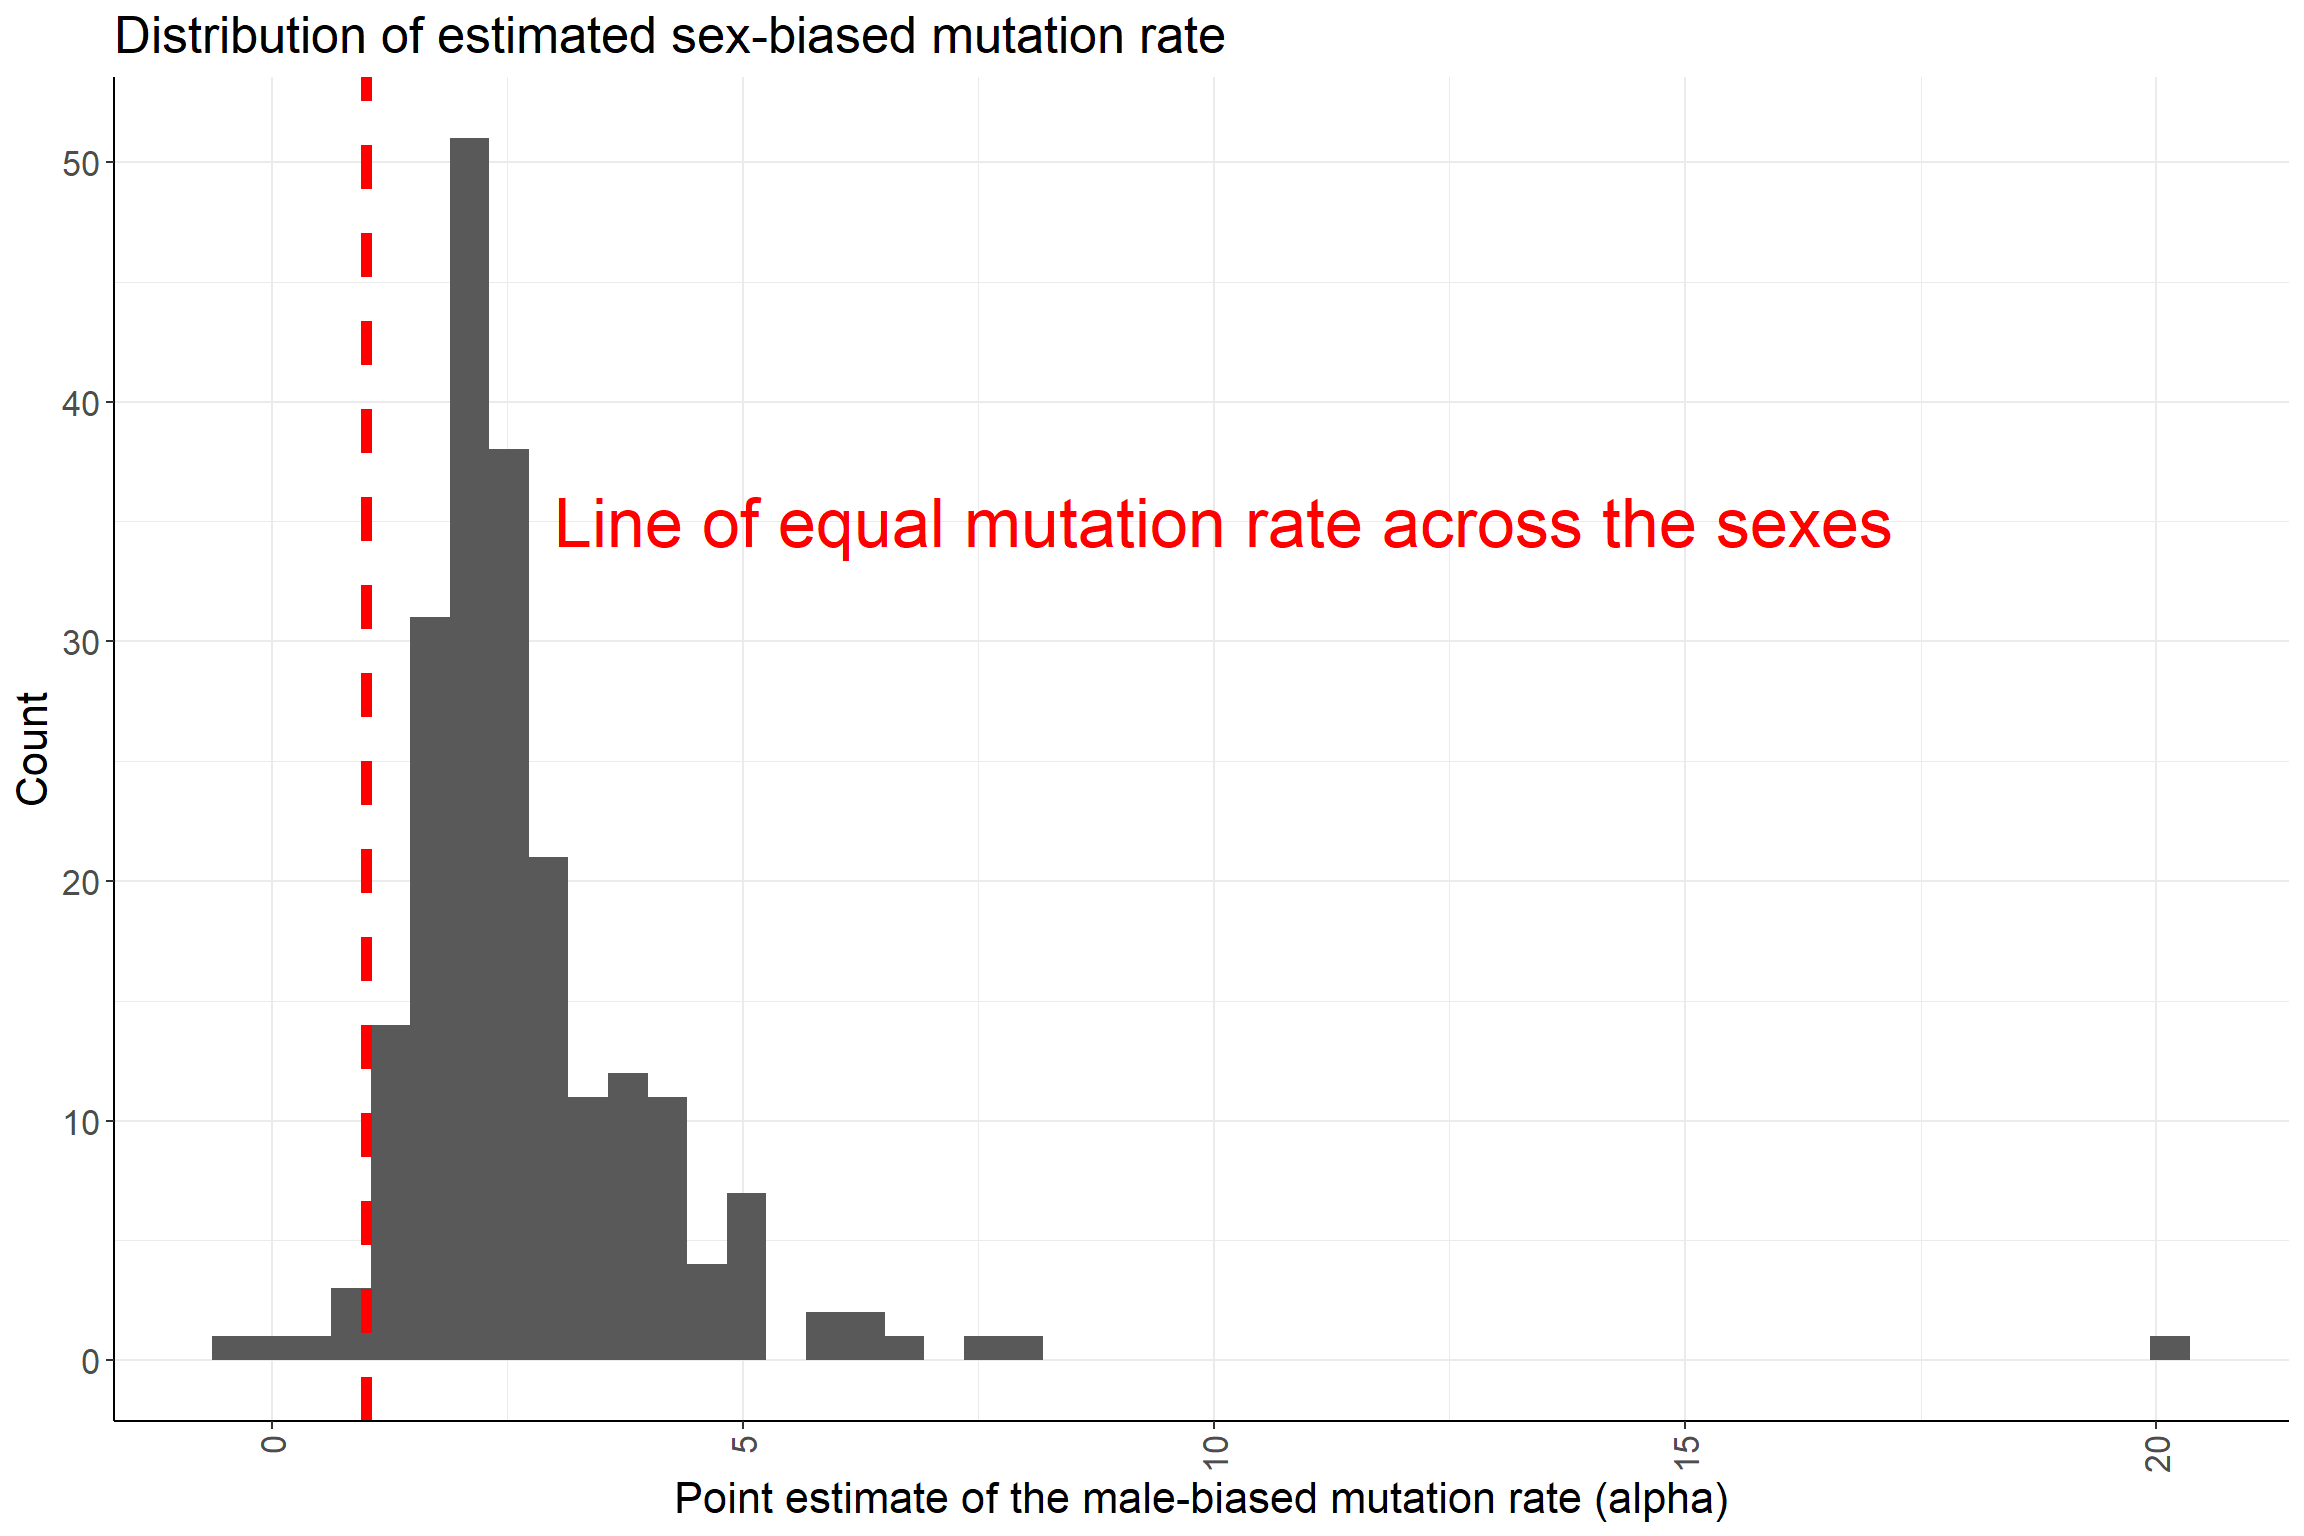 Distribution of estimated sex-biased mutation rate
50
40
30
20
10
0
Count
Line of equal mutation rate across the sexes
0
5
10
15
20
Point estimate of the male-biased mutation rate (alpha)